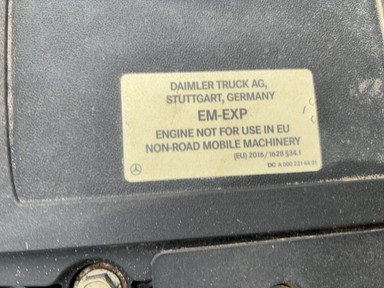 DAIMLER TRUCK AG,
STUTTGART, GERMANY
EM-EXP
ENGINE NOT FOR USE IN EU
NON-ROAD MOBILE MACHINERY
(EU) 2016/1628 §34.1
DC